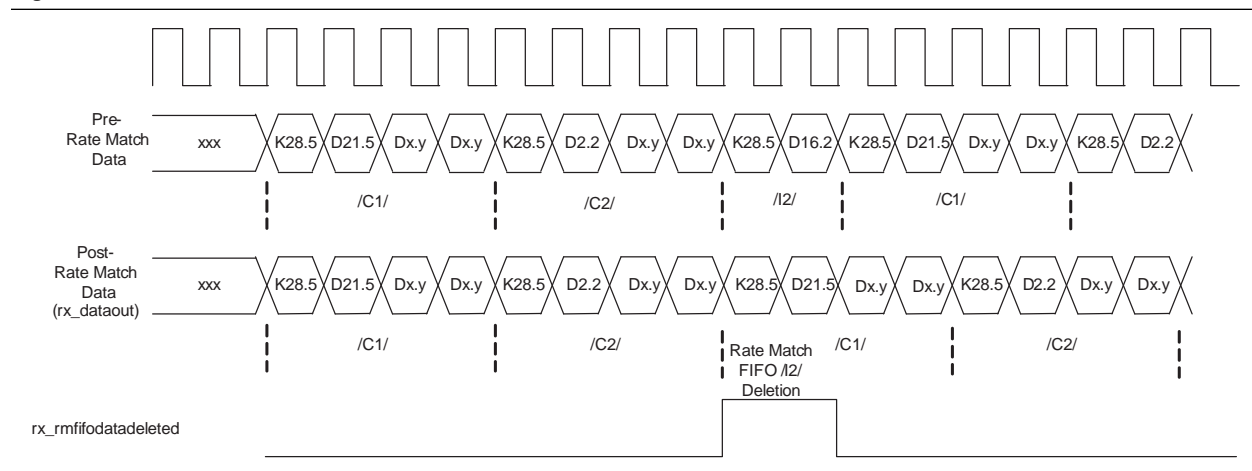 Pre-
Rate Match
Data
xxx K28.5 D21.5 Dx.y Dx.y K28.5 D2.2 Dx.y Dx.y K28.5 D16.2 K28.5 D21.5 Dx.y Dx.y K28.5 D2.2
/C1/ /C2/ /I2/ /C1/
Post-
Rate Match
Data
(rx_dataout)
xxx K28.5 D21.5 Dx.y Dx.y K28.5 D2.2 Dx.y Dx.y K28.5 D21.5 Dx.y Dx.y K28.5 D2.2 Dx.y Dx.y
/C1/ /C2/ /C1/ /C2/
Rate Match
FIFO /I2/
Deletion
rx_rmfifodatadeleted